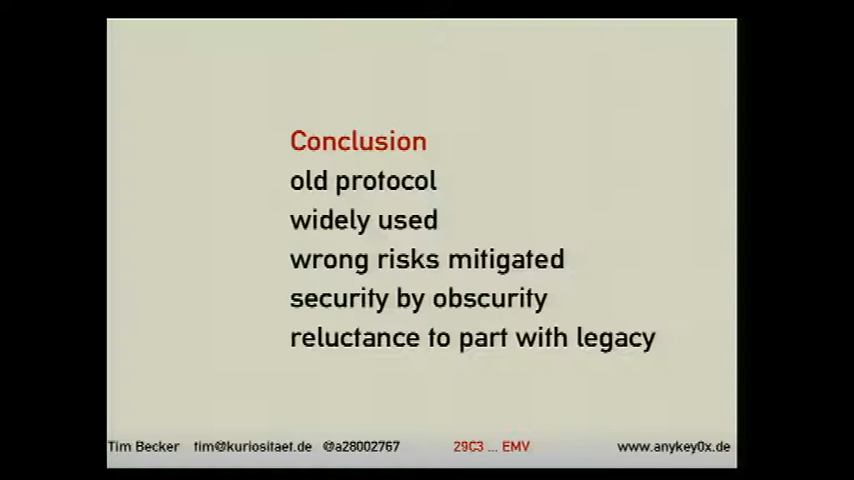 Conclusion
old protocol
widely used
wrong risks mitigated
security by obscurity
reluctance to part with legacy
Tim Becker tim@kuriositaet.de @a28002767 29C3 ... EMV www.anykey0x.de